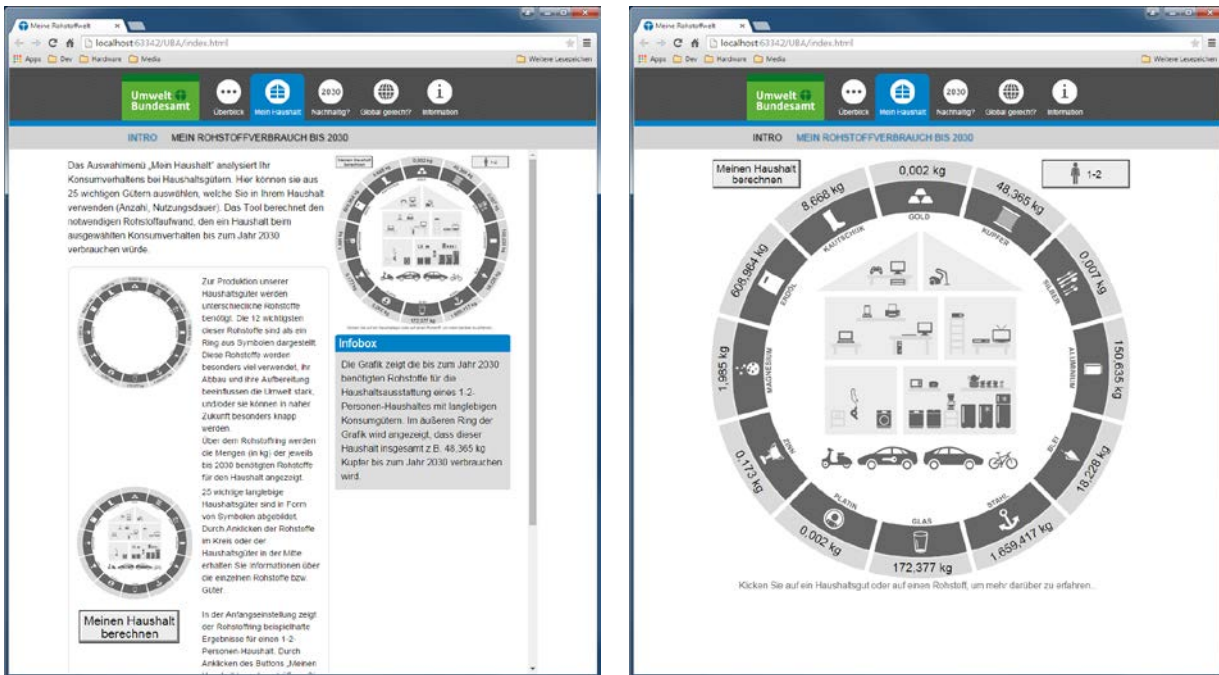 Meine Rohstoffwelt
localhost:63342/UBA/index.html
Apps Dev Hardware Media Weitere Lesezeichen
Umwelt
Bundesamt
Überblick
Mein Haushalt
2030
Nachhaltig?
Global gerecht?
Information
INTRO MEIN ROHSTOFFVERBRAUCH BIS 2030
Das Auswahlmenü „Mein Haushalt“ analysiert Ihr
Konsumverhalten bei Haushaltsgütern. Hier können sie aus
25 wichtigen Gütern auswählen, welche Sie in Ihrem Haushalt
verwenden (Anzahl, Nutzungsdauer). Das Tool berechnet den
notwendigen Rohstoffaufwand, den ein Haushalt beim
ausgewählten Konsumverhalten bis zum Jahr 2030
verbrauchen würde.
Zur Produktion unserer
Haushaltsgüter werden
unterschiedliche Rohstoffe
benötigt. Die 12 wichtigsten
dieser Rohstoffe sind als ein
Ring aus Symbolen dargestellt.
Diese Rohstoffe werden
besonders viel verwendet, ihr
Abbau und ihre Aufbereitung
beeinflussen die Umwelt stark,
und/oder sie können in naher
Zukunft besonders knapp
werden.
Über dem Rohstoffring werden
die Mengen (in kg) der jeweils
bis 2030 benötigten Rohstoffe
für den Haushalt angezeigt.
25 wichtige langlebige
Haushaltsgüter sind in Form
von Symbolen abgebildet.
Durch Anklicken der Rohstoffe
im Kreis oder der
Haushaltsgüter in der Mitte
erhalten Sie Informationen über
die einzelnen Rohstoffe bzw.
Güter.
Meinen Haushalt
berechnen
In der Anfangseinstellung zeigt
der Rohstoffring beispielhafte
Ergebnisse für einen 1-2-
Personen-Haushalt. Durch
Anklicken des Buttons „Meinen
Meinen Haushalt
berechnen
1-2
0,002 kg
172,377 kg
Infobox
Die Grafik zeigt die bis zum Jahr 2030
benötigten Rohstoffe für die
Haushaltsausstattung eines 1-2-
Personen-Haushaltes mit langlebigen
Konsumgütern. Im äußeren Ring der
Grafik wird angezeigt, dass dieser
Haushalt insgesamt z.B. 48,365 kg
Kupfer bis zum Jahr 2030 verbrauchen
wird.
Meine Rohstoffwelt
localhost:63342/UBA/index.html
Apps Dev Hardware Media Weitere Lesezeichen
Umwelt
Bundesamt
Überblick
Mein Haushalt
2030
Nachhaltig?
Global gerecht?
Information
INTRO MEIN ROHSTOFFVERBRAUCH BIS 2030
Meinen Haushalt
berechnen
1-2
0,002 kg
GOLD
48,365 kg
KUPFER
0,007 kg
SILBER
150,635 kg
ALUMINIUM
18,228 kg
BLEI
1.659,417 kg
STAHL
172,377 kg
GLAS
0,002 kg
PLATIN
0,173 kg
ZINN
1,985 kg
MAGNESIUM
608,964 kg
ERDÖL
8,668 kg
KAUTSCHUK
Klicken Sie auf ein Haushaltsgut oder auf einen Rohstoff, um mehr darüber zu erfahren...